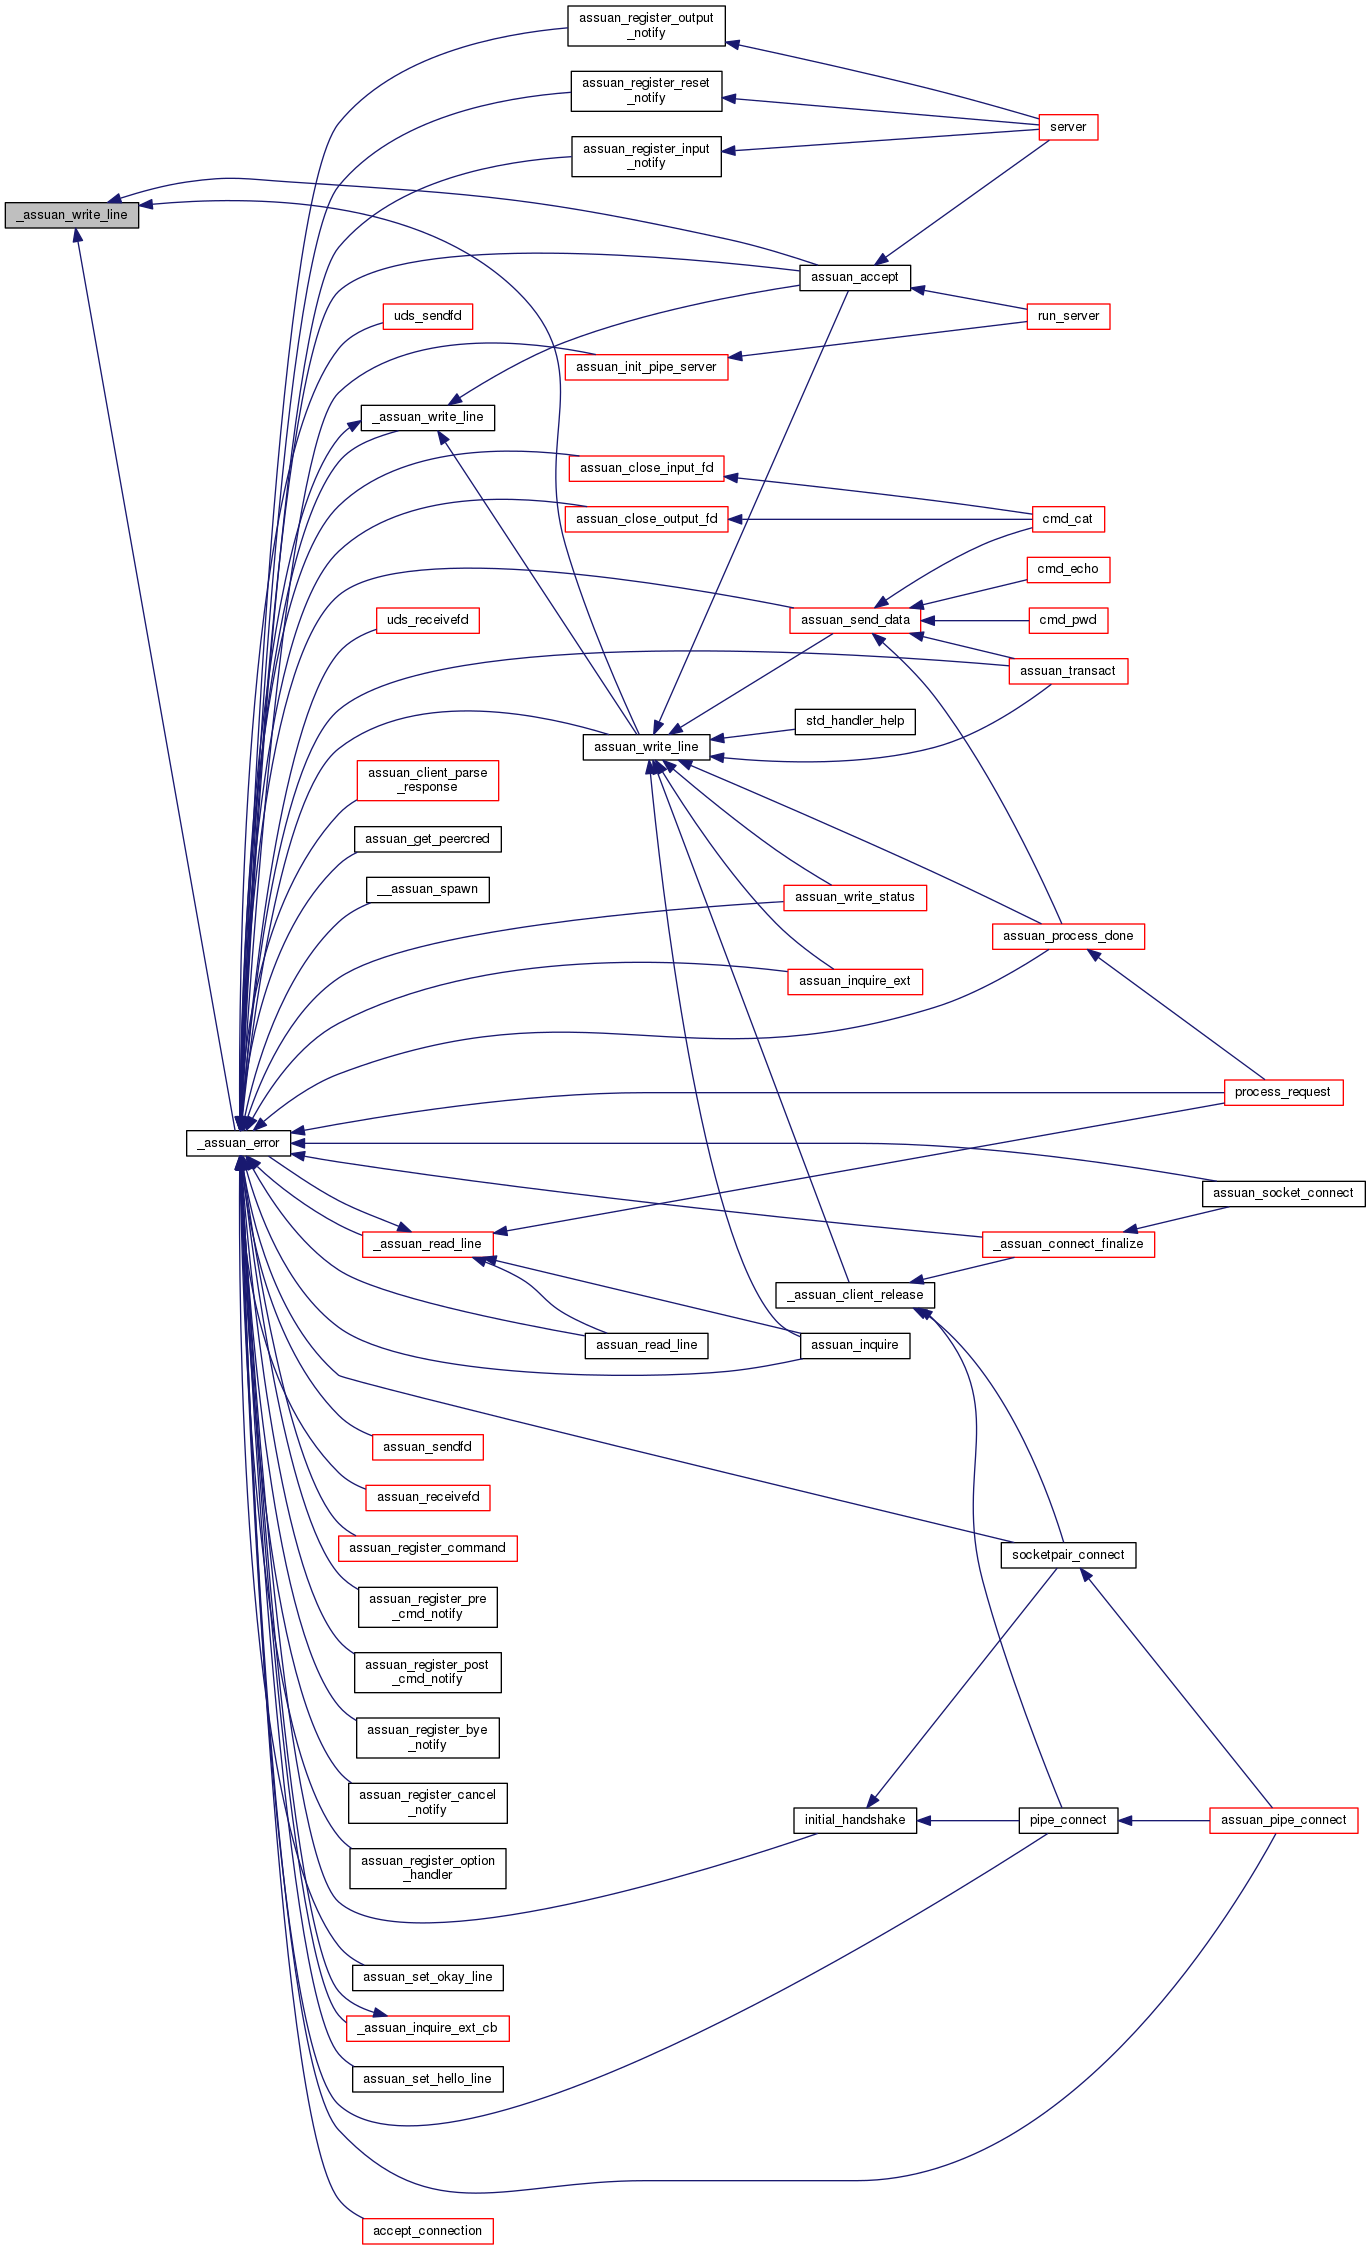 assuan_register_output
_notify
assuan_register_reset
_notify
server
assuan_register_input
_notify
_assuan_write_line
assuan_accept
uds_sendfd
run_server
assuan_init_pipe_server
_assuan_write_line
assuan_close_input_fd
assuan_close_output_fd
cmd_cat
cmd_echo
uds_receivefd
assuan_send_data
cmd_pwd
assuan_transact
std_handler_help
assuan_write_line
assuan_client_parse
_response
assuan_get_peercred
__assuan_spawn
assuan_write_status
assuan_process_done
assuan_inquire_ext
process_request
_assuan_error
assuan_socket_connect
_assuan_read_line
_assuan_connect_finalize
_assuan_client_release
assuan_read_line
assuan_inquire
assuan_sendfd
assuan_receivefd
assuan_register_command
socketpair_connect
assuan_register_pre
_cmd_notify
assuan_register_post
_cmd_notify
assuan_register_bye
_notify
assuan_register_cancel
_notify
initial_handshake
pipe_connect
assuan_pipe_connect
assuan_register_option
_handler
assuan_set_okay_line
_assuan_inquire_ext_cb
assuan_set_hello_line
accept_connection